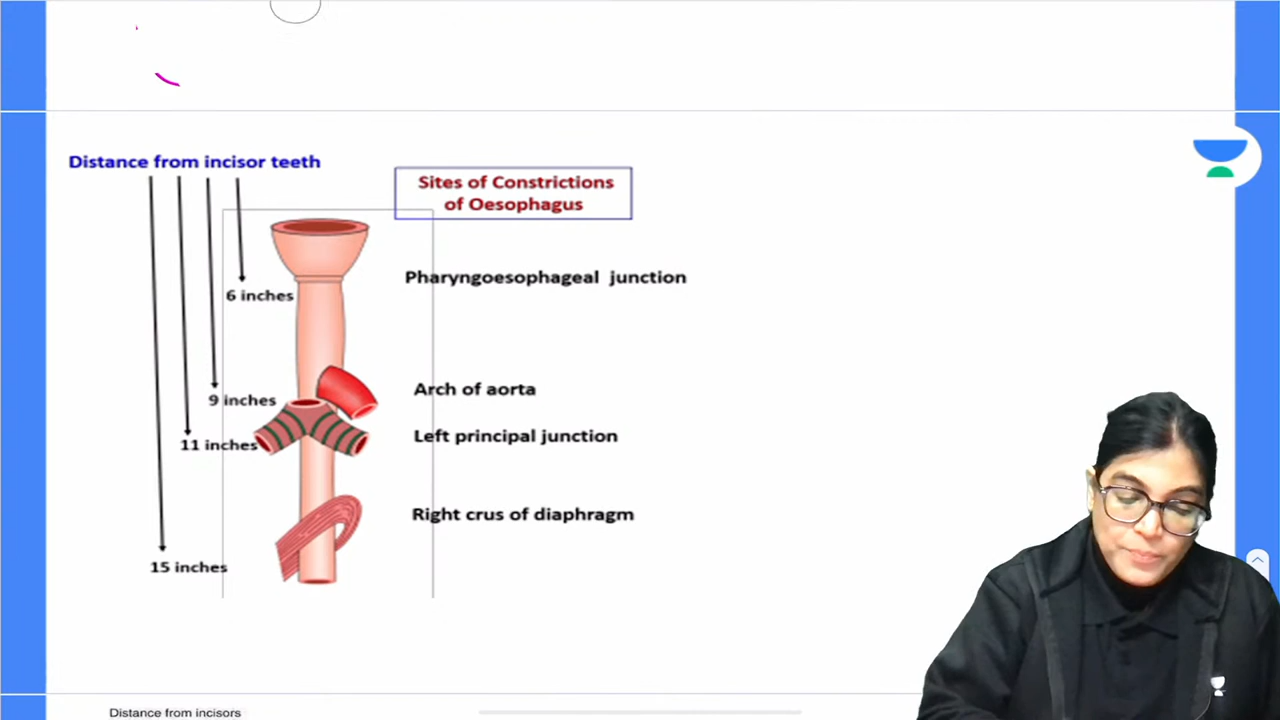 Distance from incisor teeth
Sites of Constrictions
of Oesophagus
Pharyngoesophageal junction
6 inches
Arch of aorta
9 inches
Left principal junction
11 inches
Right crus of diaphragm
15 inches
Distance from incisors